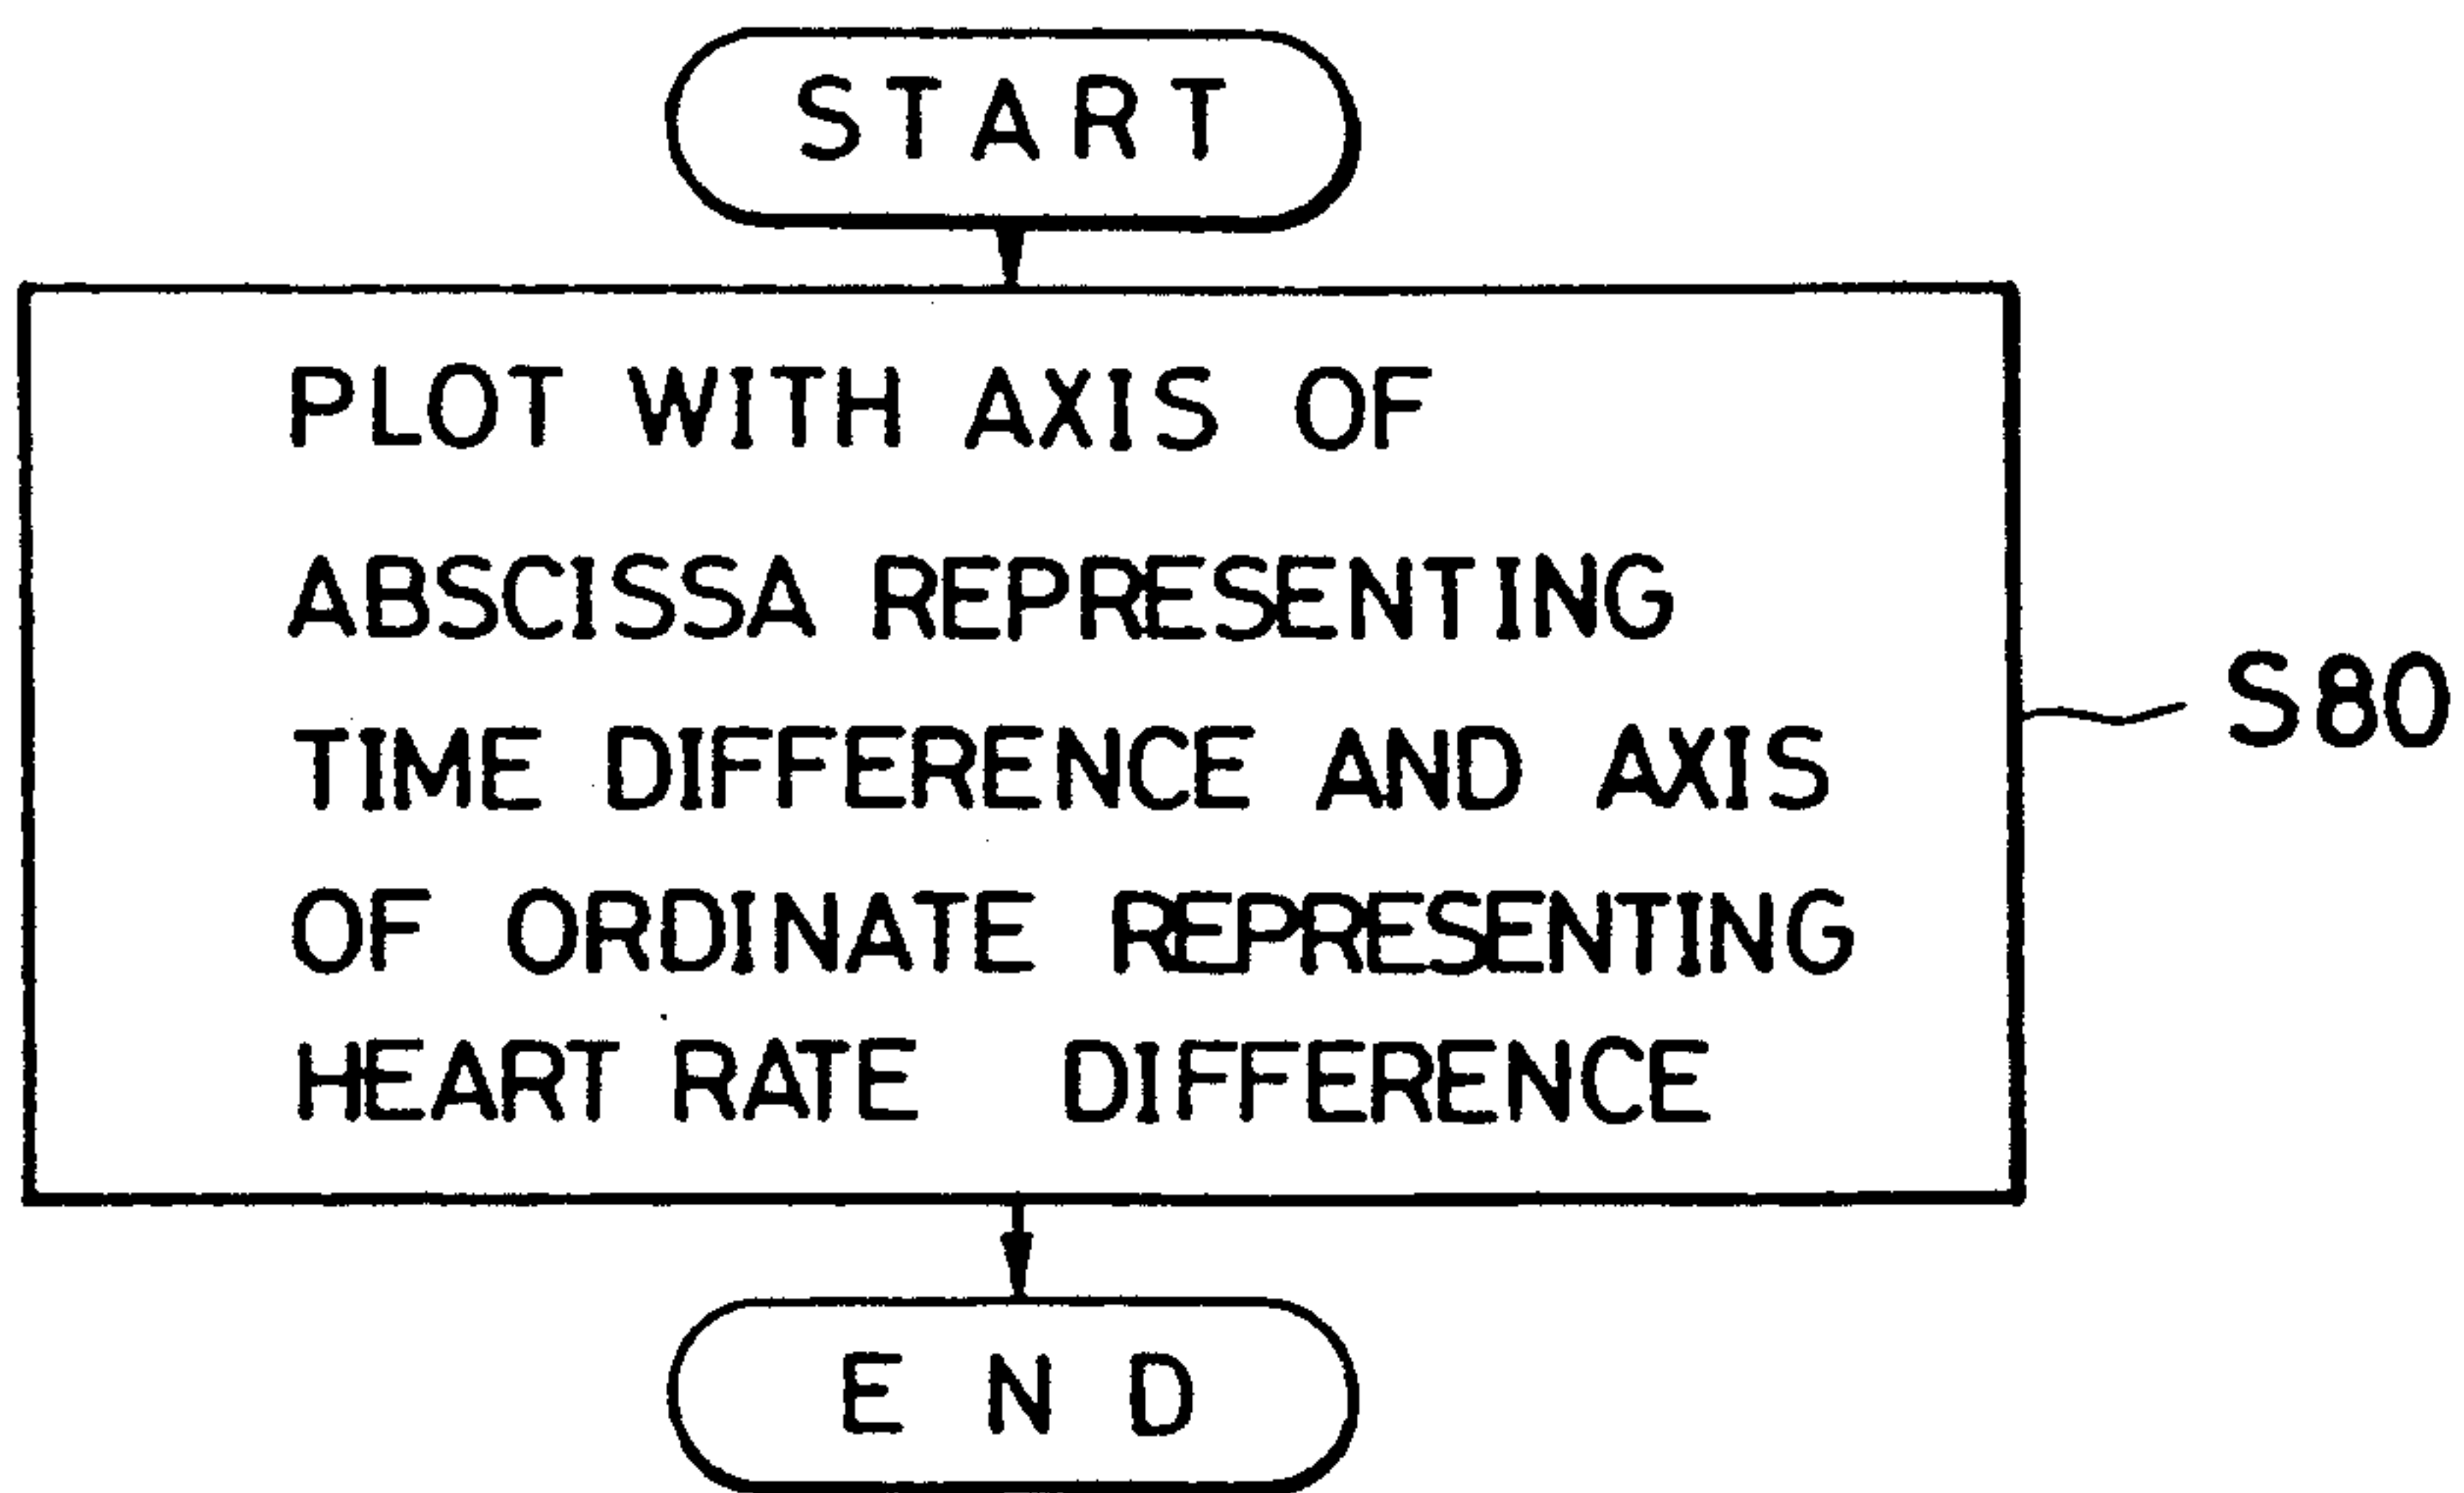 START
PLOT WITH AXIS OF
ABSCISSA REPRESENTING
TIME DIFFERENCE AND AXIS
OF ORDINATE REPRESENTING
HEART RATE DIFFERENCE
S80
END